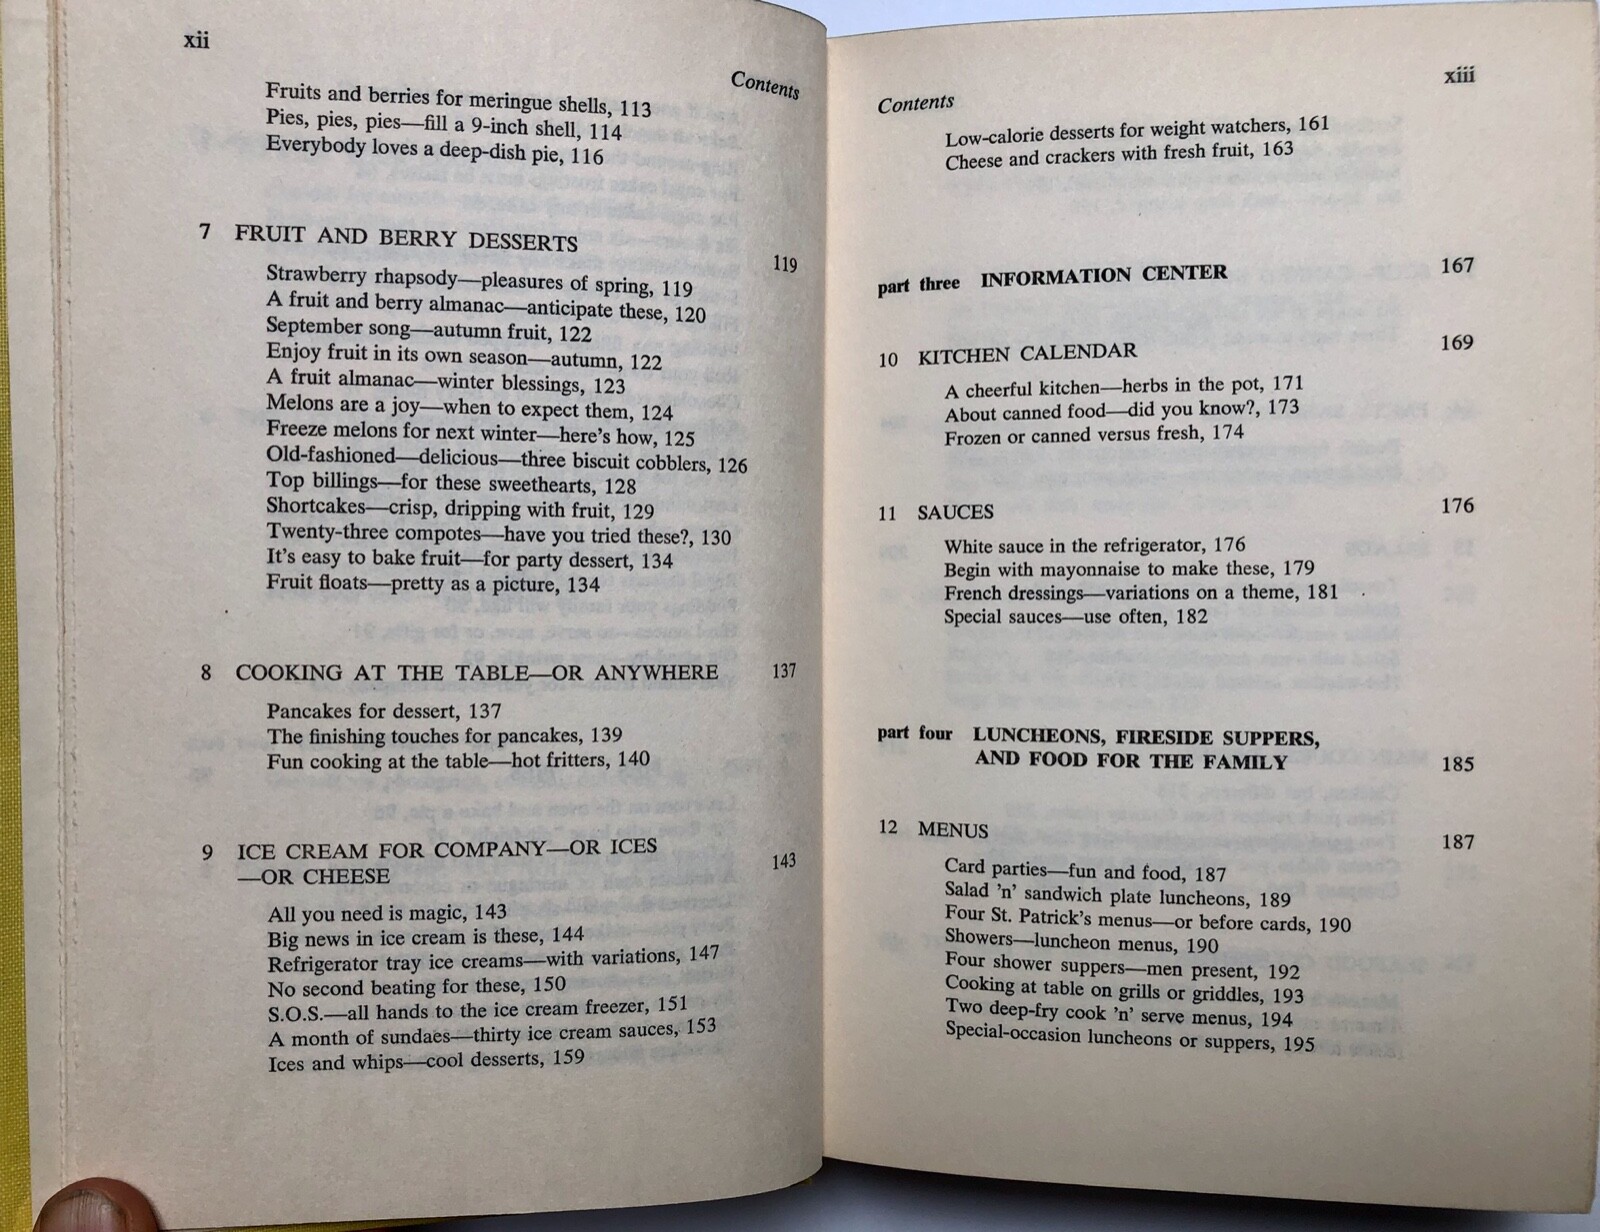 xii
Contents
Fruits and berries for meringue shells, 113
Pies, pies, pies—fill a 9-inch shell, 114
Everybody loves a deep-dish pie, 116
7 FRUIT AND BERRY DESSERTS 119
Strawberry rhapsody—pleasures of spring, 119
A fruit and berry almanac—anticipate these, 120
September song—autumn fruit, 122
Enjoy fruit in its own season—autumn, 122
A fruit almanac—winter blessings, 123
Melons are a joy—when to expect them, 124
Freeze melons for next winter—here's how, 125
Old-fashioned—delicious—three biscuit cobblers, 126
Top billings—for these sweethearts, 128
Shortcakes—crisp, dripping with fruit, 129
Twenty-three compotes—have you tried these?, 130
It's easy to bake fruit—for party dessert, 134
Fruit floats—pretty as a picture, 134
8 COOKING AT THE TABLE—OR ANYWHERE 137
Pancakes for dessert, 137
The finishing touches for pancakes, 139
Fun cooking at the table—hot fritters, 140
9 ICE CREAM FOR COMPANY—OR ICES
—OR CHEESE 143
All you need is magic, 143
Big news in ice cream is these, 144
Refrigerator tray ice creams—with variations, 147
No second beating for these, 150
S.O.S.—all hands to the ice cream freezer, 151
A month of sundaes—thirty ice cream sauces, 153
Ices and whips—cool desserts, 159
xiii
Contents
Low-calorie desserts for weight watchers, 161
Cheese and crackers with fresh fruit, 163
part three INFORMATION CENTER 167
10 KITCHEN CALENDAR 169
A cheerful kitchen—herbs in the pot, 171
About canned food—did you know?, 173
Frozen or canned versus fresh, 174
11 SAUCES 176
White sauce in the refrigerator, 176
Begin with mayonnaise to make these, 179
French dressings—variations on a theme, 181
Special sauces—use often, 182
part four LUNCHEONS, FIRESIDE SUPPERS,
AND FOOD FOR THE FAMILY 185
12 MENUS 187
Card parties—fun and food, 187
Salad 'n' sandwich plate luncheons, 189
Four St. Patrick's menus—or before cards, 190
Showers—luncheon menus, 190
Four shower suppers—men present, 192
Cooking at table on grills or griddles, 193
Two deep-fry cook 'n' serve menus, 194
Special-occasion luncheons or suppers, 195